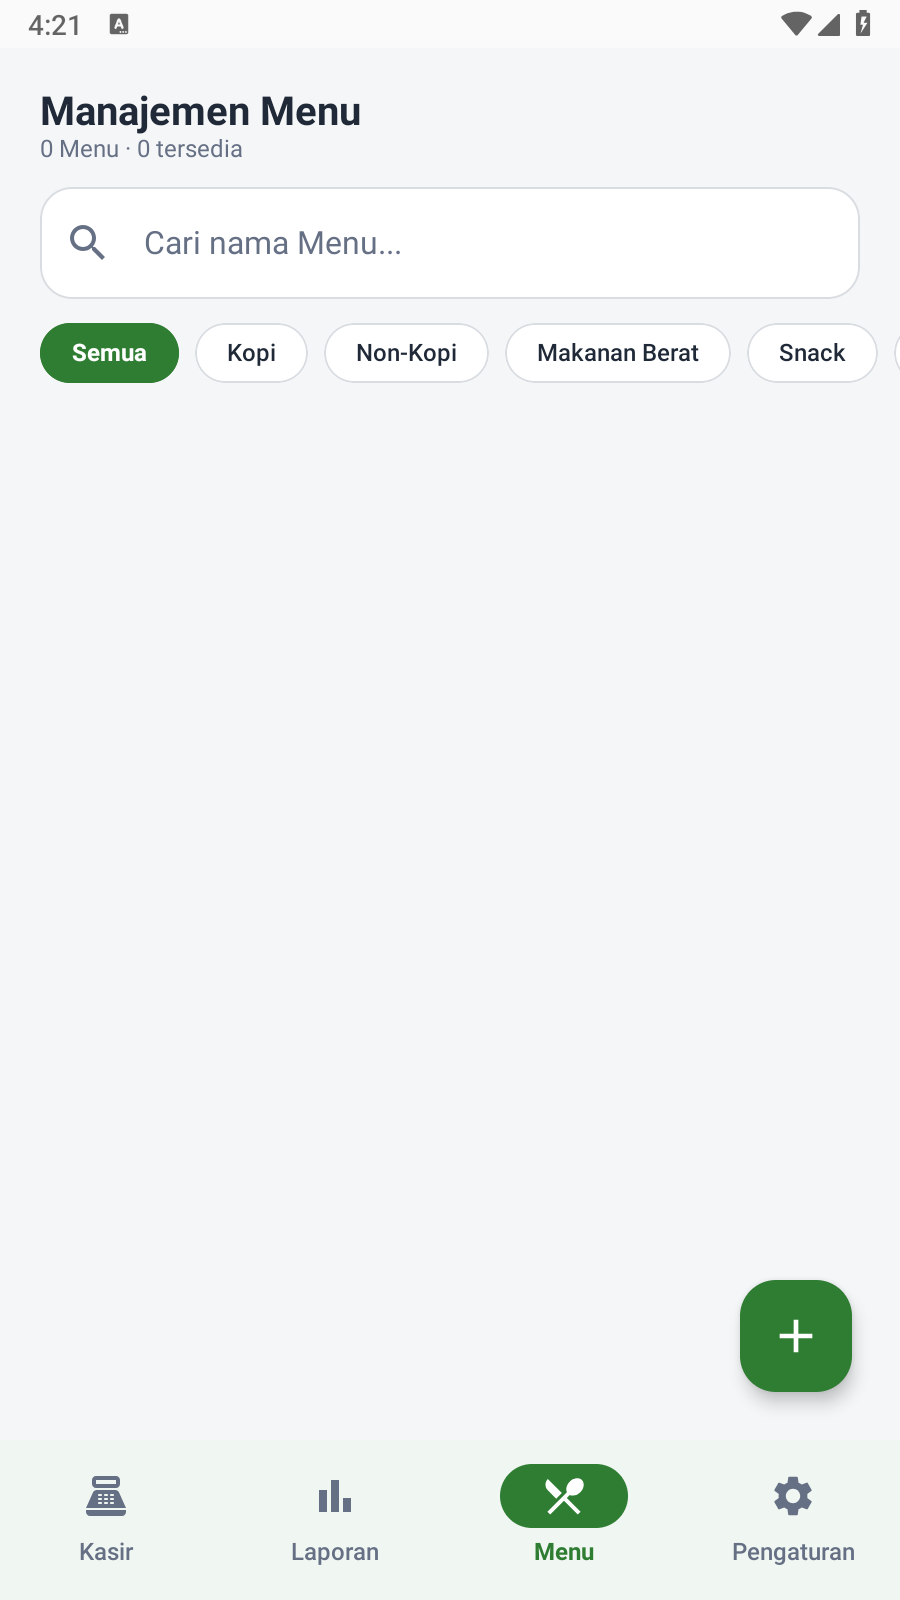 4:21
Manajemen Menu
0 Menu · 0 tersedia
Cari nama Menu...
Semua
Kopi
Non-Kopi
Makanan Berat
Snack
Kasir
Laporan
Menu
Pengaturan